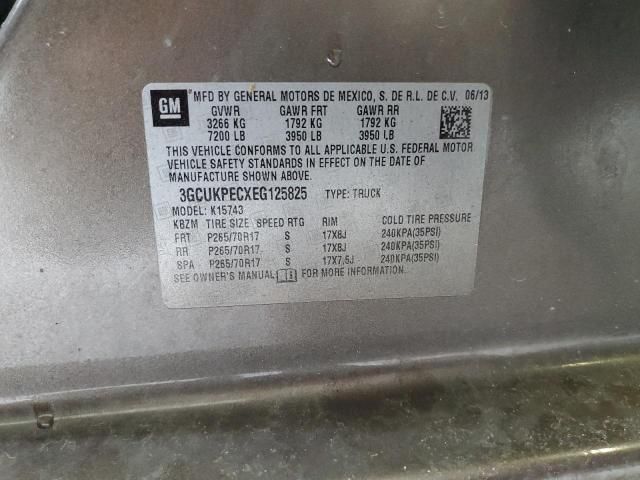 GM MFD BY GENERAL MOTORS DE MEXICO, S. DE R.L. DE C.V. 06/13
GVWR GAWR FRT GAWR RR
3266 KG 1792 KG 1792 KG
7200 LB 3950 LB 3950 LB
THIS VEHICLE CONFORMS TO ALL APPLICABLE U.S. FEDERAL MOTOR
VEHICLE SAFETY STANDARDS IN EFFECT ON THE DATE OF
MANUFACTURE SHOWN ABOVE.
3GCUKPECXEG125825 TYPE: TRUCK
MODEL: K15743
KBZM TIRE SIZE SPEED RTG RIM COLD TIRE PRESSURE
FRT P265/70R17 S 17X8J 240KPA(35PSI)
RR P265/70R17 S 17X8J 240KPA(35PSI)
SPA P265/70R17 S 17X7.5J 240KPA(35PSI)
SEE OWNER'S MANUAL FOR MORE INFORMATION.